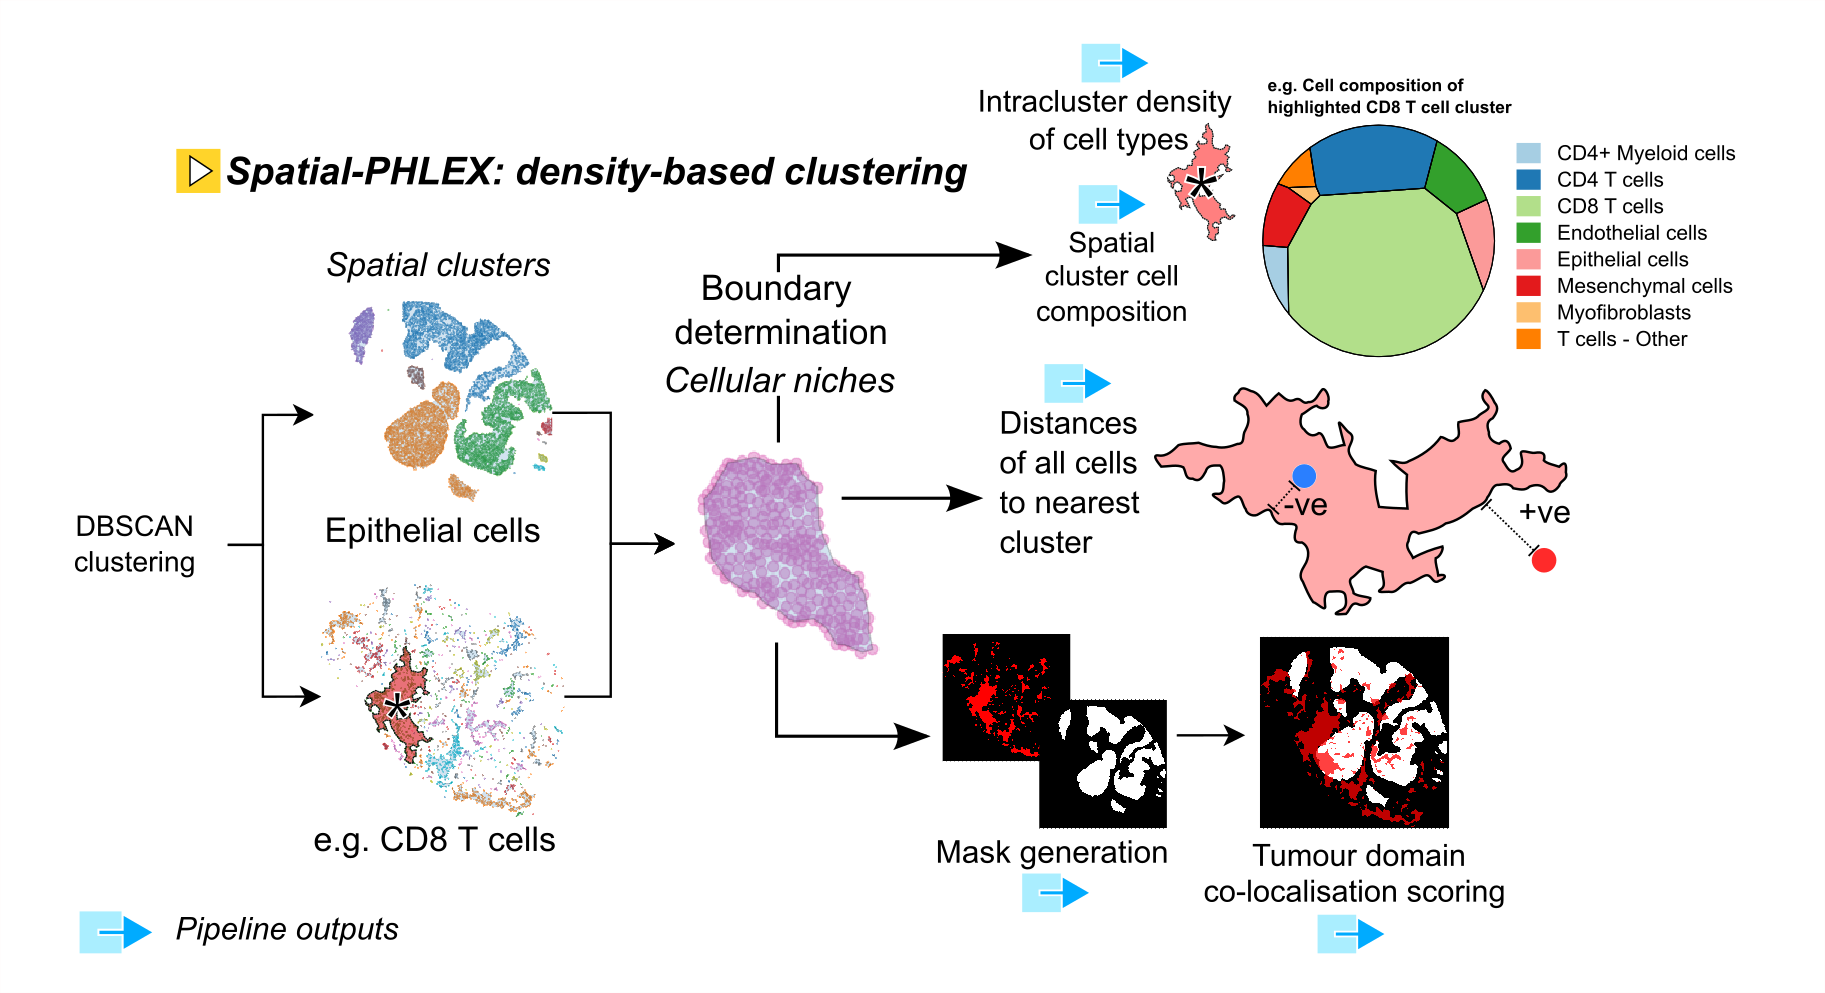 Spatial-PHLEX: density-based clustering
DBSCAN
clustering
Spatial clusters
Epithelial cells
*
e.g. CD8 T cells
Boundary
determination
Cellular niches
Intracluster density
of cell types
*
Spatial
cluster cell
composition
e.g. Cell composition of
highlighted CD8 T cell cluster
CD4+ Myeloid cells
CD4 T cells
CD8 T cells
Endothelial cells
Epithelial cells
Mesenchymal cells
Myofibroblasts
T cells - Other
Distances
of all cells
to nearest
cluster
-ve
+ve
Mask generation
Tumour domain
co-localisation scoring
Pipeline outputs